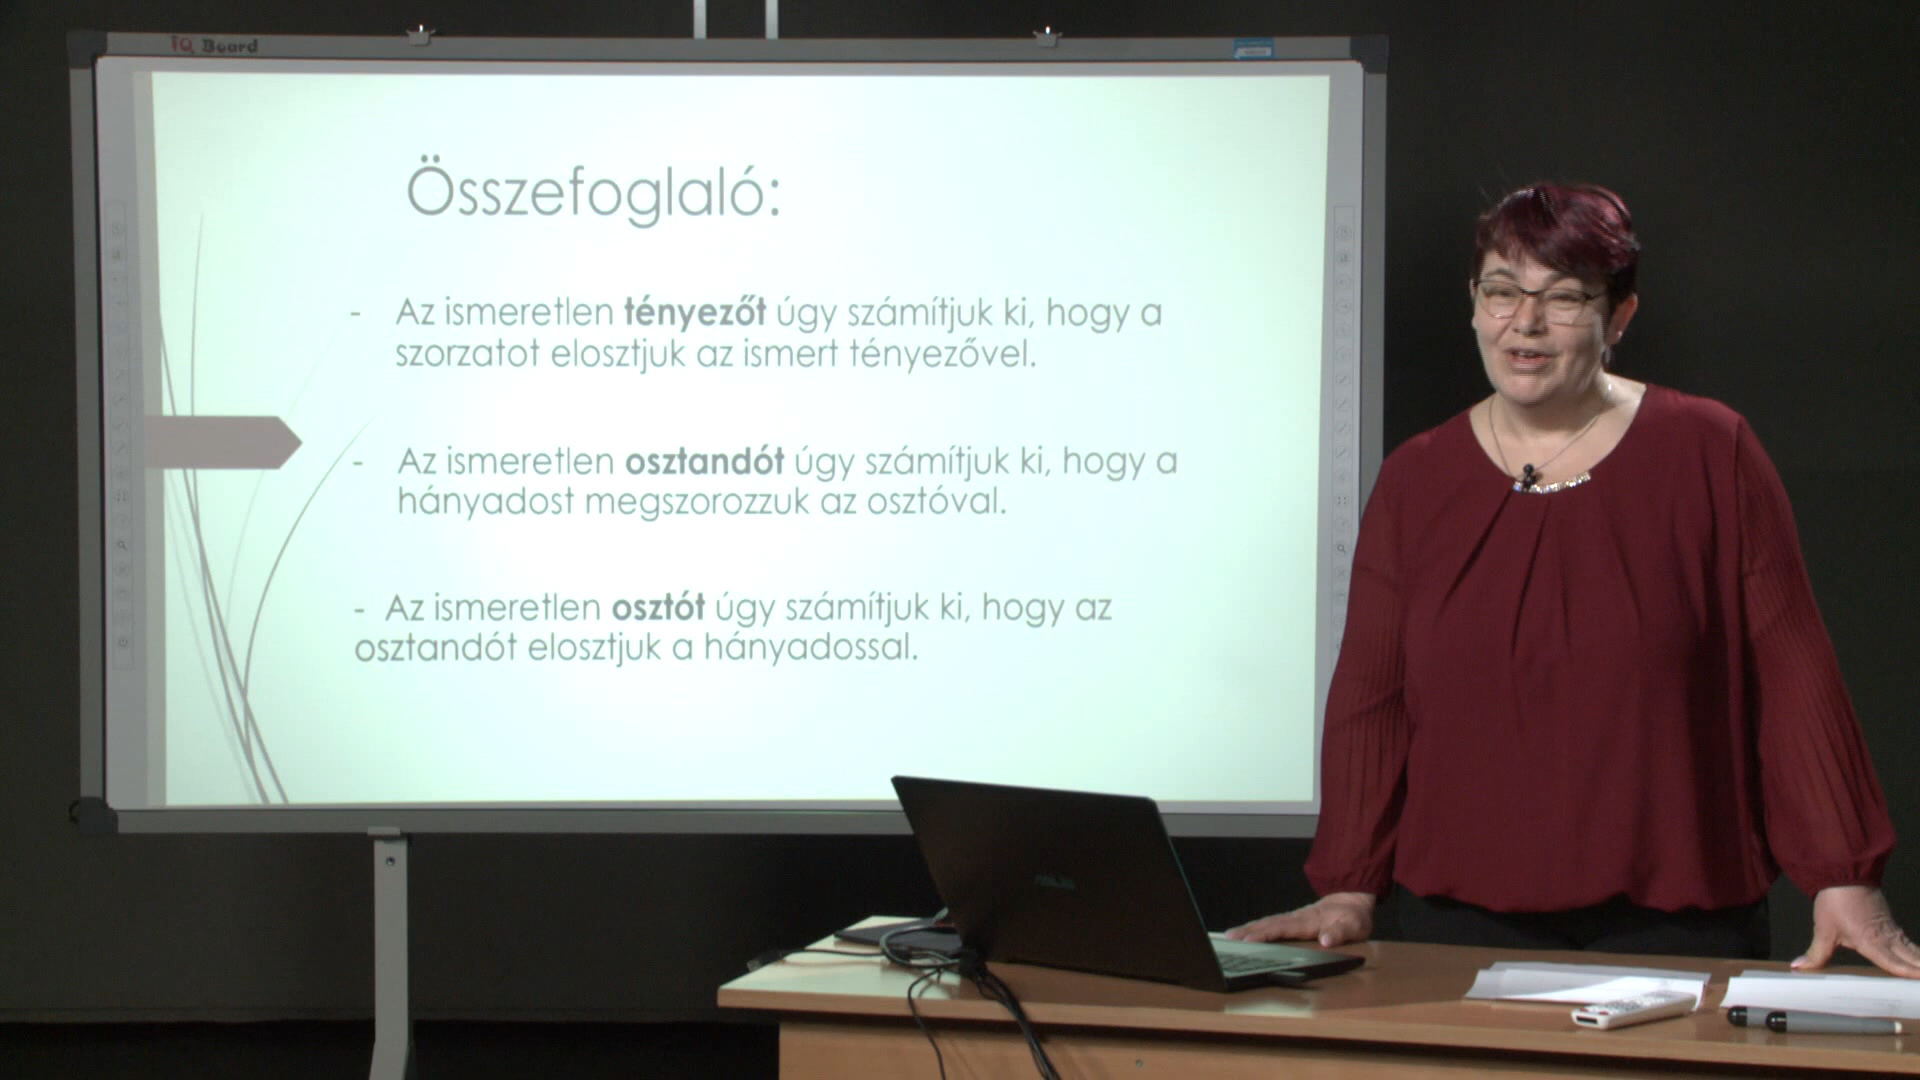 IQ Board
Összefoglaló:
- Az ismeretlen tényezőt úgy számítjuk ki, hogy a
szorzatot elosztjuk az ismert tényezővel.
- Az ismeretlen osztandót úgy számítjuk ki, hogy a
hányadost megszorozzuk az osztóval.
- Az ismeretlen osztót úgy számítjuk ki, hogy az
osztandót elosztjuk a hányadossal.
ASUS